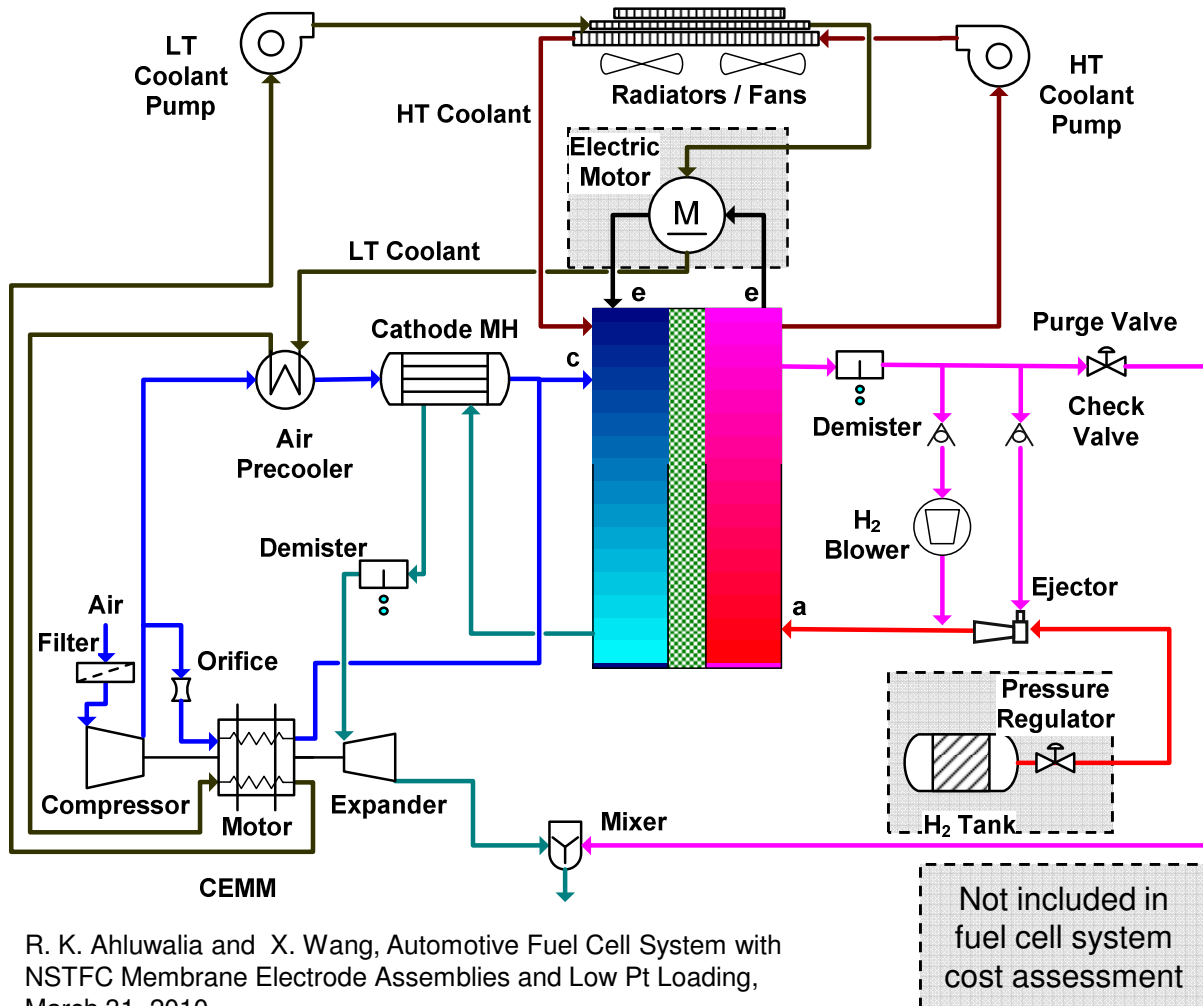 LT
Coolant
Pump
HT Coolant
Radiators / Fans
HT
Coolant
Pump
Electric
Motor
M
LT Coolant
e
e
Cathode MH
c
Purge Valve
Air
Precooler
Demister
Check
Valve
H2
Blower
Demister
Ejector
Air
Filter
Orifice
a
Pressure
Regulator
Compressor
Motor
Expander
H2 Tank
Mixer
CEMM
Not included in
fuel cell system
cost assessment
R. K. Ahluwalia and X. Wang, Automotive Fuel Cell System with
NSTFC Membrane Electrode Assemblies and Low Pt Loading,
March 31, 2010